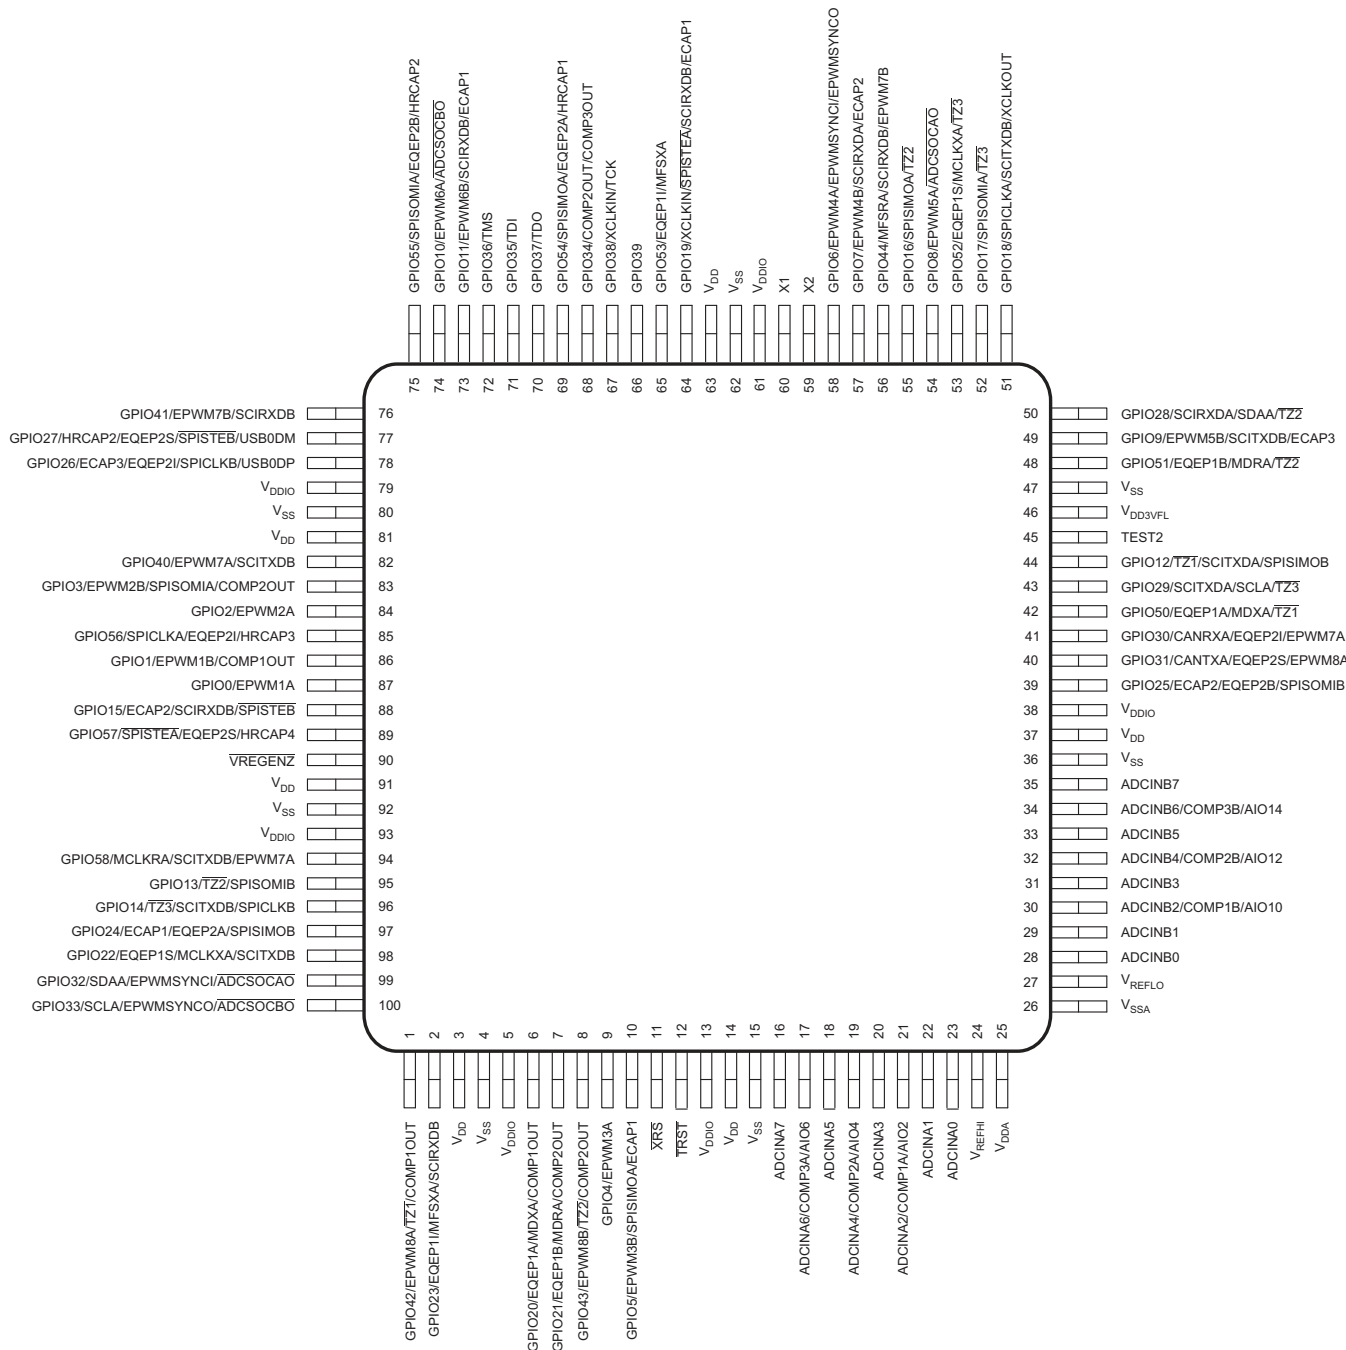 GPIO55/SPISOMIA/EQEP2B/HRCAP2
GPIO10/EPWM6A/ADCSOCBO
GPIO11/EPWM6B/SCIRXDB/ECAP1
GPIO36/TMS
GPIO35/TDI
GPIO37/TDO
GPIO54/SPISIMOA/EQEP2A/HRCAP1
GPIO34/COMP2OUT/COMP3OUT
GPIO38/XCLKIN/TCK
GPIO39
GPIO53/EQEP1I/MFSXA
GPIO19/XCLKIN/SPISTEA/SCIRXDB/ECAP1
VDD
VSS
VDDIO
X1
X2
GPIO6/EPWM4A/EPWMSYNCI/EPWMSYNCO
GPIO7/EPWM4B/SCIRXDA/ECAP2
GPIO44/MFSRA/SCIRXDB/EPWM7B
GPIO16/SPISIMOA/TZ2
GPIO8/EPWM5A/ADCSOCAO
GPIO52/EQEP1S/MCLKXA/TZ3
GPIO17/SPISOMIA/TZ3
GPIO18/SPICLKA/SCITXDB/XCLKOUT
75
74
73
72
71
70
69
68
67
66
65
64
63
62
61
60
59
58
57
56
55
54
53
52
51
GPIO41/EPWM7B/SCIRXDB 76
GPIO27/HRCAP2/EQEP2S/SPISTEB/USB0DM 77
GPIO26/ECAP3/EQEP2I/SPICLKB/USB0DP 78
VDDIO 79
VSS 80
VDD 81
GPIO40/EPWM7A/SCITXDB 82
GPIO3/EPWM2B/SPISOMIA/COMP2OUT 83
GPIO2/EPWM2A 84
GPIO56/SPICLKA/EQEP2I/HRCAP3 85
GPIO1/EPWM1B/COMP1OUT 86
GPIO0/EPWM1A 87
GPIO15/ECAP2/SCIRXDB/SPISTEB 88
GPIO57/SPISTEA/EQEP2S/HRCAP4 89
VREGENZ 90
VDD 91
VSS 92
VDDIO 93
GPIO58/MCLKRA/SCITXDB/EPWM7A 94
GPIO13/TZ2/SPISOMIB 95
GPIO14/TZ3/SCITXDB/SPICLKB 96
GPIO24/ECAP1/EQEP2A/SPISIMOB 97
GPIO22/EQEP1S/MCLKXA/SCITXDB 98
GPIO32/SDAA/EPWMSYNCI/ADCSOCAO 99
GPIO33/SCLA/EPWMSYNCO/ADCSOCBO 100
50 GPIO28/SCIRXDA/SDAA/TZ2
49 GPIO9/EPWM5B/SCITXDB/ECAP3
48 GPIO51/EQEP1B/MDRA/TZ2
47 VSS
46 VDD3VFL
45 TEST2
44 GPIO12/TZ1/SCITXDA/SPISIMOB
43 GPIO29/SCITXDA/SCLA/TZ3
42 GPIO50/EQEP1A/MDXA/TZ1
41 GPIO30/CANRXA/EQEP2I/EPWM7A
40 GPIO31/CANTXA/EQEP2S/EPWM8A
39 GPIO25/ECAP2/EQEP2B/SPISOMIB
38 VDDIO
37 VDD
36 VSS
35 ADCINB7
34 ADCINB6/COMP3B/AIO14
33 ADCINB5
32 ADCINB4/COMP2B/AIO12
31 ADCINB3
30 ADCINB2/COMP1B/AIO10
29 ADCINB1
28 ADCINB0
27 VREFLO
26 VSSA
1
2
3
4
5
6
7
8
9
10
11
12
13
14
15
16
17
18
19
20
21
22
23
24
25
GPIO42/EPWM8A/TZ1/COMP1OUT
GPIO23/EQEP1I/MFSXA/SCIRXDB
VDD
VSS
VDDIO
GPIO20/EQEP1A/MDXA/COMP1OUT
GPIO21/EQEP1B/MDRA/COMP2OUT
GPIO43/EPWM8B/TZ2/COMP2OUT
GPIO4/EPWM3A
GPIO5/EPWM3B/SPISIMOA/ECAP1
XRS
TRST
VDDIO
VDD
VSS
ADCINA7
ADCINA6/COMP3A/AIO6
ADCINA5
ADCINA4/COMP2A/AIO4
ADCINA3
ADCINA2/COMP1A/AIO2
ADCINA1
ADCINA0
VREFHI
VDDA